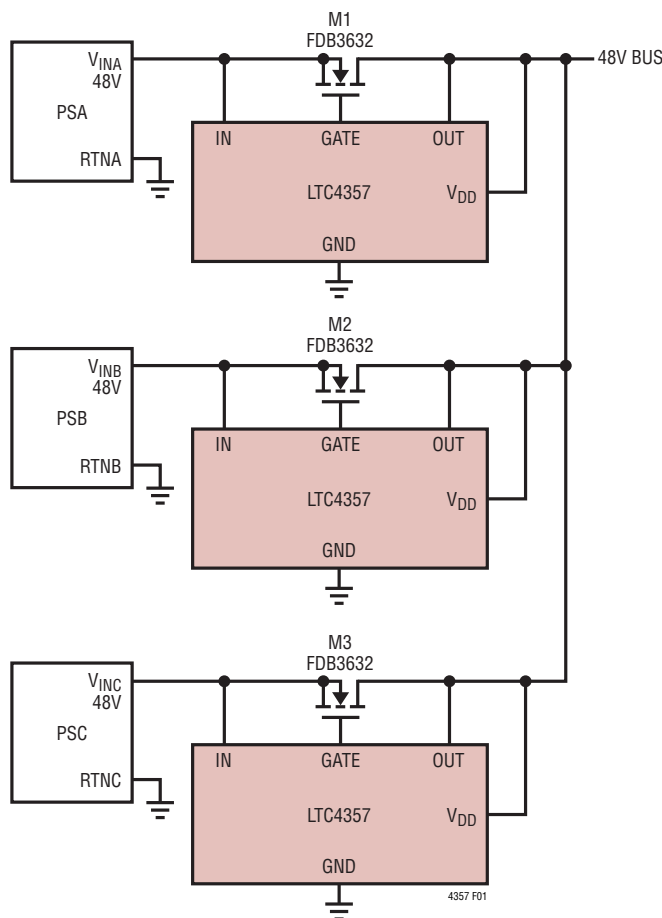 M1
FDB3632
V_INA
48V
PSA
RTNA
48V BUS
IN
GATE
OUT
LTC4357
V_DD
GND
M2
FDB3632
V_INB
48V
PSB
RTNB
IN
GATE
OUT
LTC4357
V_DD
GND
M3
FDB3632
V_INC
48V
PSC
RTNC
IN
GATE
OUT
LTC4357
V_DD
GND
4357 F01